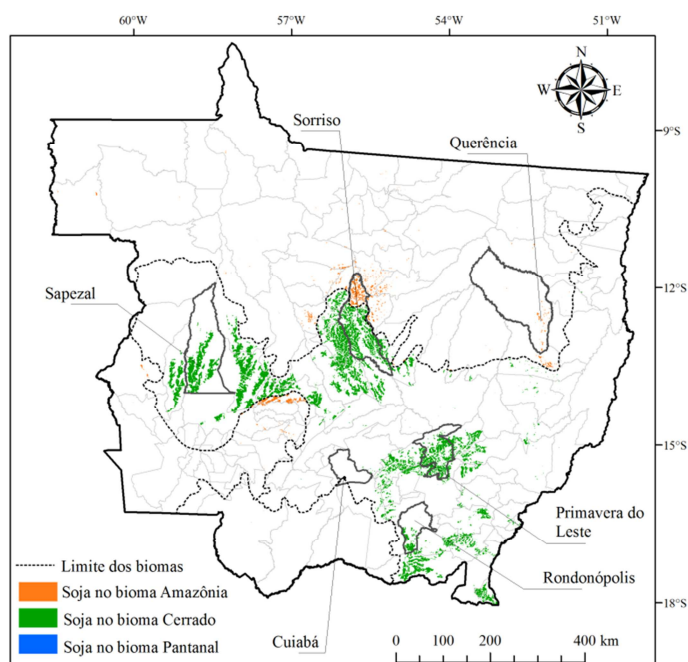 60°W 57°W 54°W 51°W
N
W E
S
Sorriso
9°S
Querência
12°S
Sapezal
15°S
Primavera do
Leste
Limite dos biomas
Soja no bioma Amazônia
Rondonópolis
18°S
Soja no bioma Cerrado
Soja no bioma Pantanal
Cuiabá
0 100 200 400 km